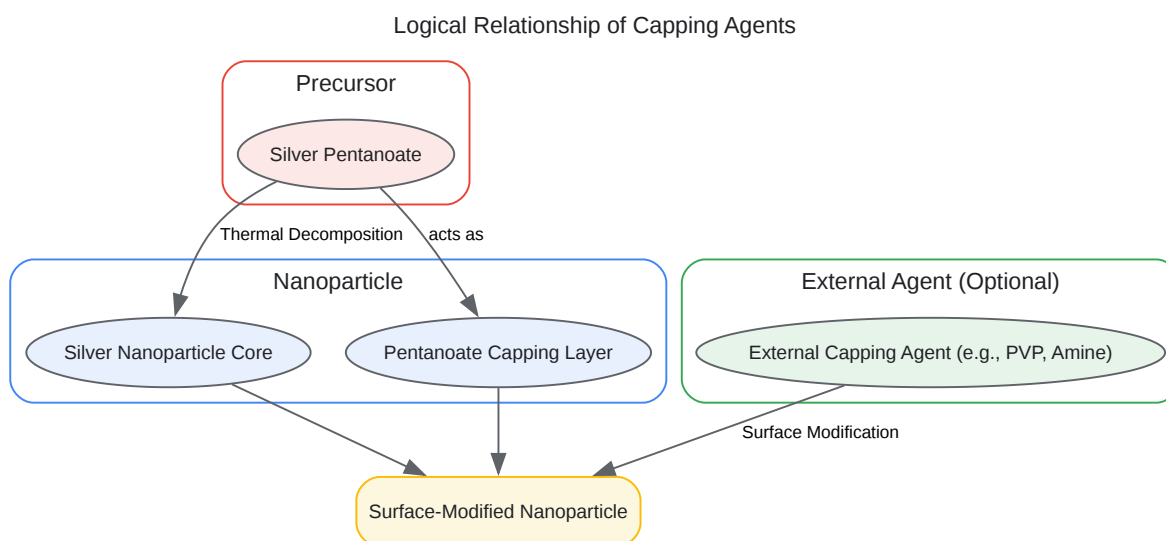 Logical Relationship of Capping Agents
Precursor
Silver Pentanoate
Thermal Decomposition
acts as
Nanoparticle
External Agent (Optional)
Silver Nanoparticle Core
Pentanoate Capping Layer
External Capping Agent (e.g., PVP, Amine)
Surface Modification
Surface-Modified Nanoparticle